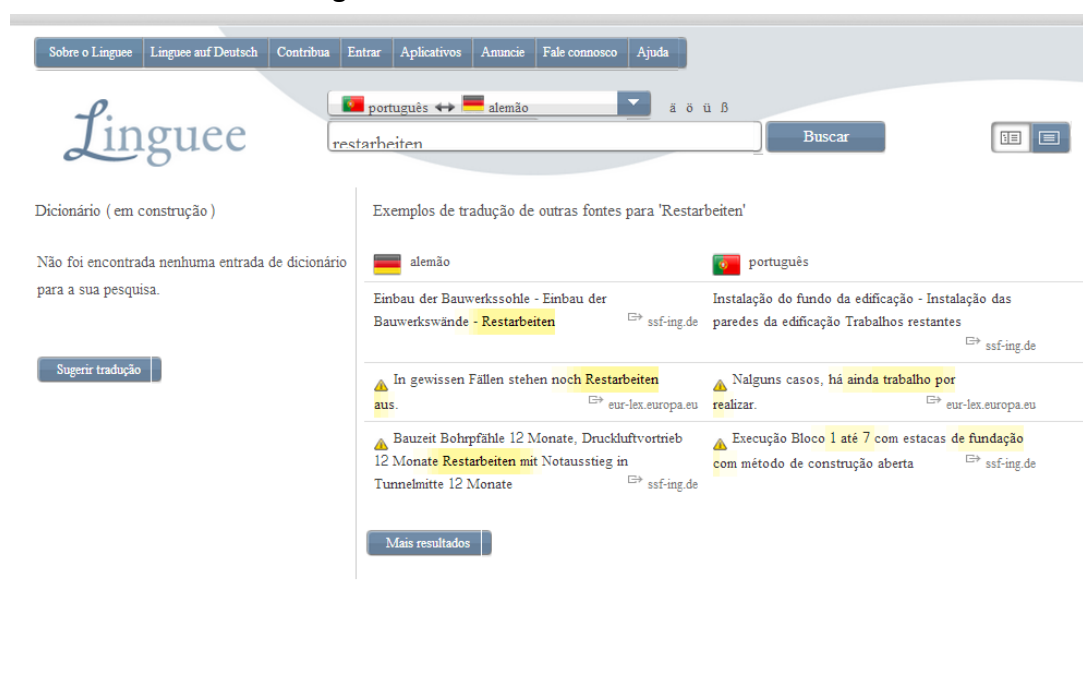 Sobre o Linguee Linguee auf Deutsch Contribua Entrar Aplicativos Anuncie Fale connosco Ajuda
português ↔ alemão ä ö ü ß
Linguee
restarbeiten Buscar
Dicionário ( em construção )
Não foi encontrada nenhuma entrada de dicionário
para a sua pesquisa.
Sugerir tradução
Exemplos de tradução de outras fontes para 'Restarbeiten'
alemão português
Einbau der Bauwerkssohle - Einbau der
Bauwerkswände - Restarbeiten ssf-ing.de
Instalação do fundo da edificação - Instalação das
paredes da edificação Trabalhos restantes
ssf-ing.de
In gewissen Fällen stehen noch Restarbeiten
aus. eur-lex.europa.eu
Nalguns casos, há ainda trabalho por
realizar. eur-lex.europa.eu
Bauzeit Bohrpfähle 12 Monate, Druckluftvortrieb
12 Monate Restarbeiten mit Notausstieg in
Tunnelmitte 12 Monate ssf-ing.de
Execução Bloco 1 até 7 com estacas de fundação
com método de construção aberta ssf-ing.de
Mais resultados